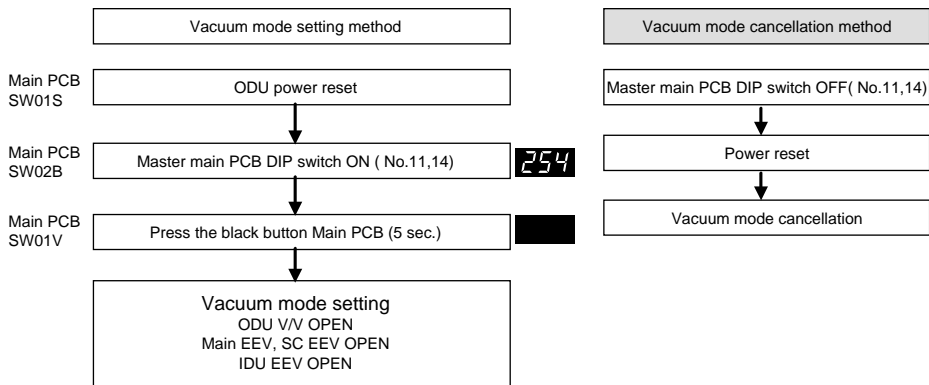 Vacuum mode setting method
Main PCB
SW01S
ODU power reset
Main PCB
SW02B
Master main PCB DIP switch ON ( No.11,14)
254
Main PCB
SW01V
Press the black button Main PCB (5 sec.)
Vacuum mode setting
ODU V/V OPEN
Main EEV, SC EEV OPEN
IDU EEV OPEN
Vacuum mode cancellation method
Master main PCB DIP switch OFF( No.11,14)
Power reset
Vacuum mode cancellation